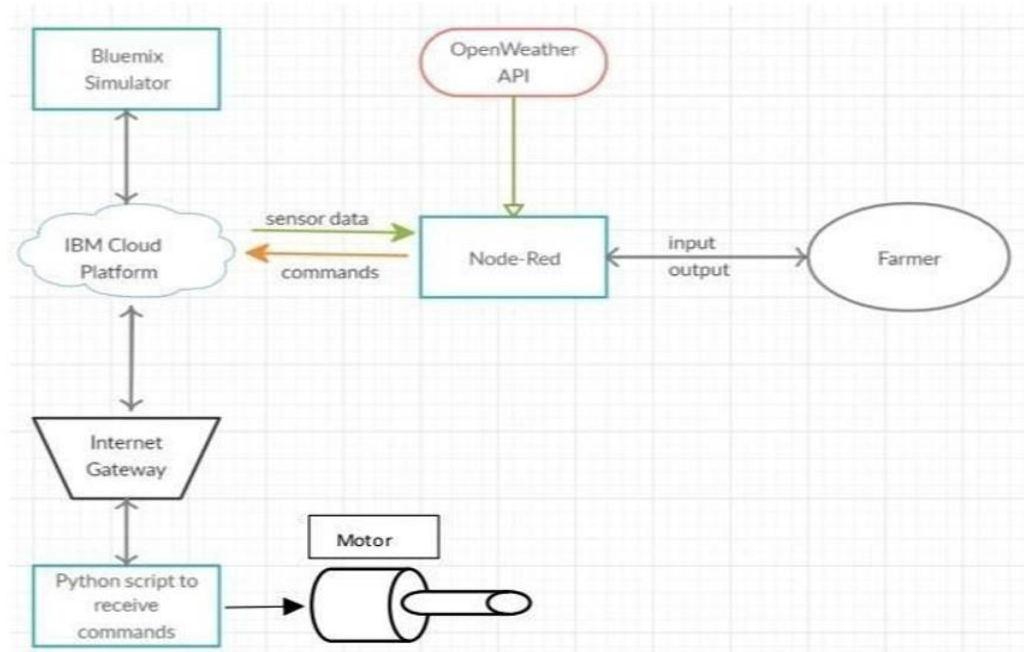 Bluemix
Simulator
OpenWeather
API
sensor data
IBM Cloud
Platform
commands
Node-Red
input
output
Farmer
Internet
Gateway
Motor
Python script to
receive
commands